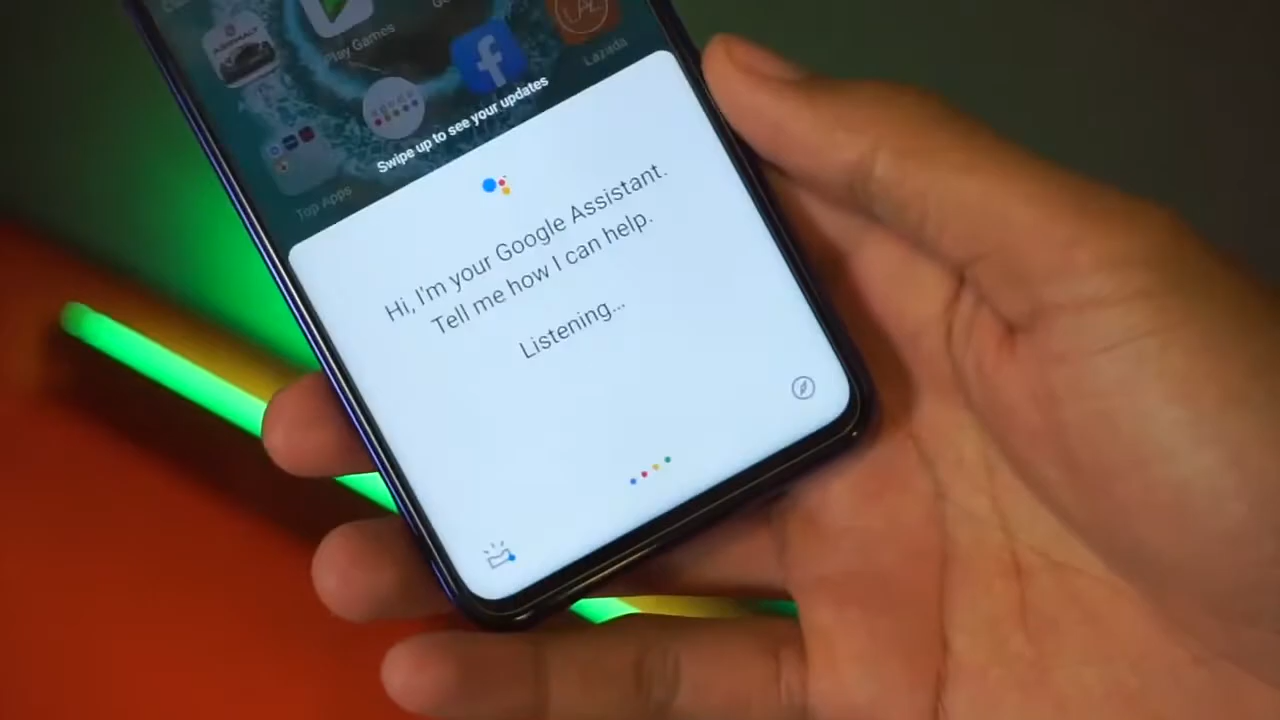 Play Games
Lazada
Top Apps
Swipe up to see your updates
Hi, I'm your Google Assistant.
Tell me how I can help.
Listening...